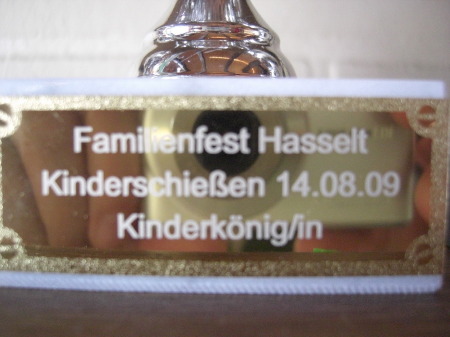 Familienfest Hasselt
Kinderschießen 14.08.09
Kinderkönig/in